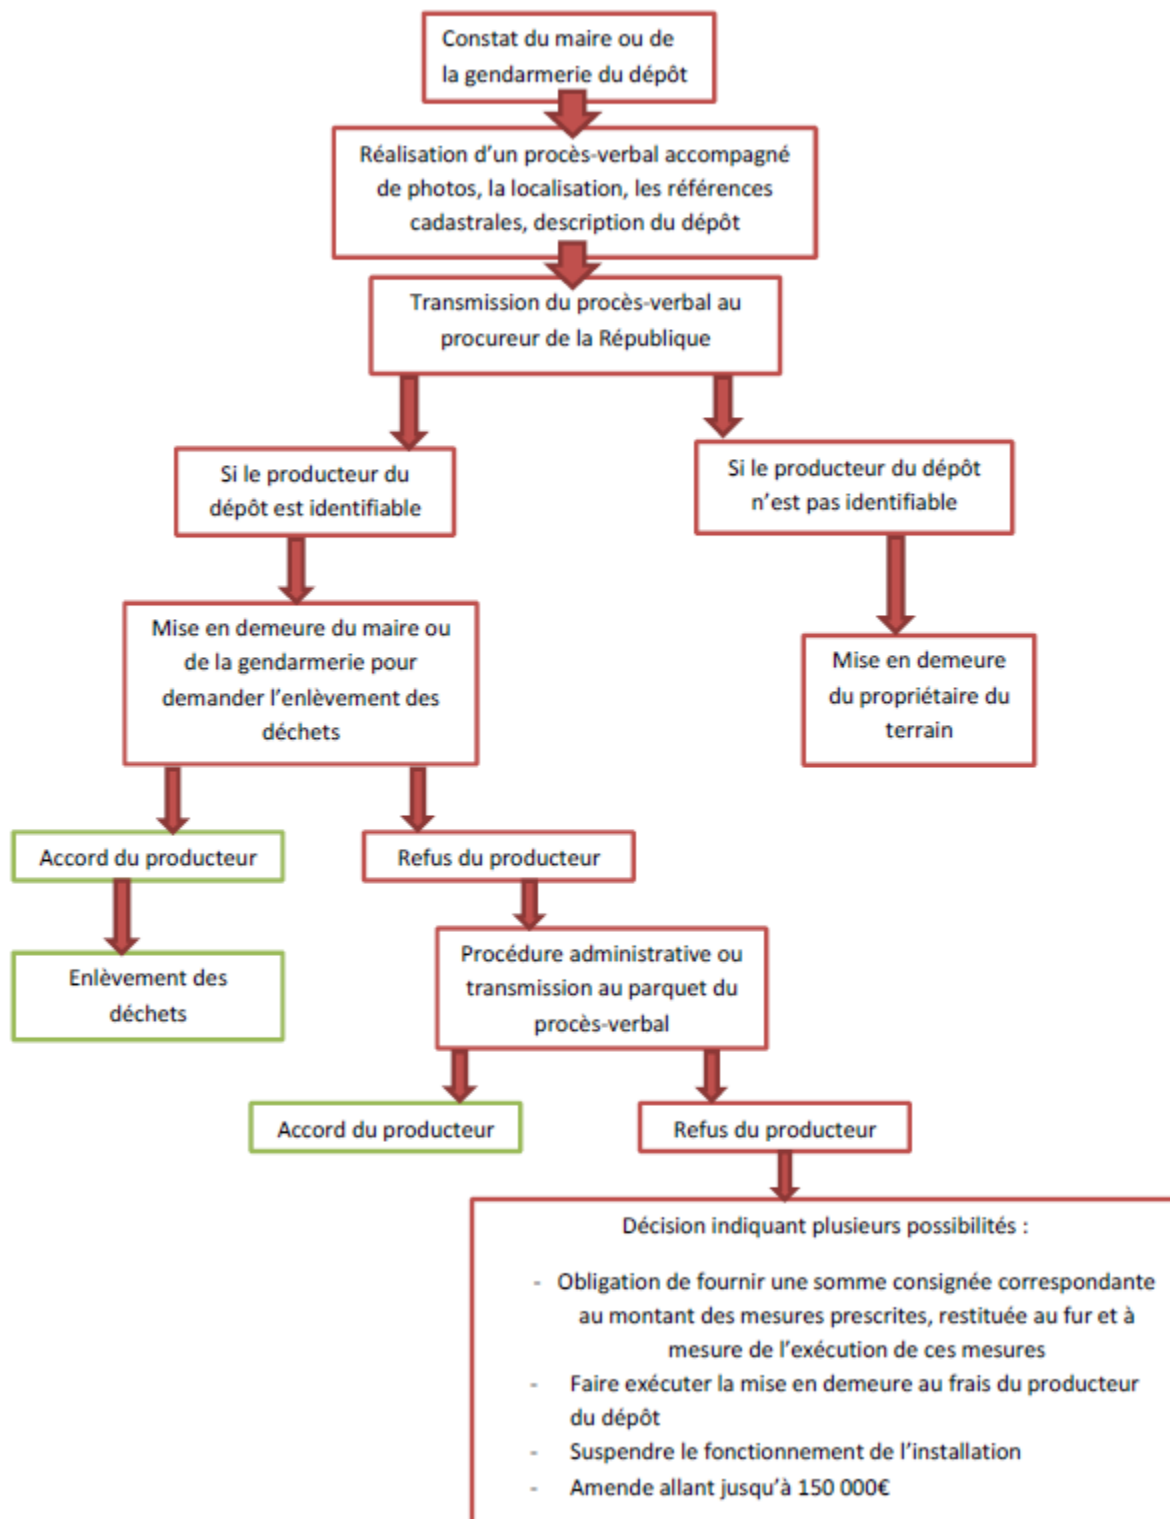 Constat du maire ou de
la gendarmerie du dépôt
Réalisation d'un procès-verbal accompagné
de photos, la localisation, les références
cadastrales, description du dépôt
Transmission du procès-verbal au
procureur de la République
Si le producteur du
dépôt est identifiable
Si le producteur du dépôt
n'est pas identifiable
Mise en demeure du maire ou
de la gendarmerie pour
demander l'enlèvement des
déchets
Mise en demeure
du propriétaire du
terrain
Accord du producteur
Refus du producteur
Enlèvement des
déchets
Procédure administrative ou
transmission au parquet du
procès-verbal
Accord du producteur
Refus du producteur
Décision indiquant plusieurs possibilités :
- Obligation de fournir une somme consignée correspondante
au montant des mesures prescrites, restituée au fur et à
mesure de l'exécution de ces mesures
- Faire exécuter la mise en demeure au frais du producteur
du dépôt
- Suspendre le fonctionnement de l'installation
- Amende allant jusqu'à 150 000€